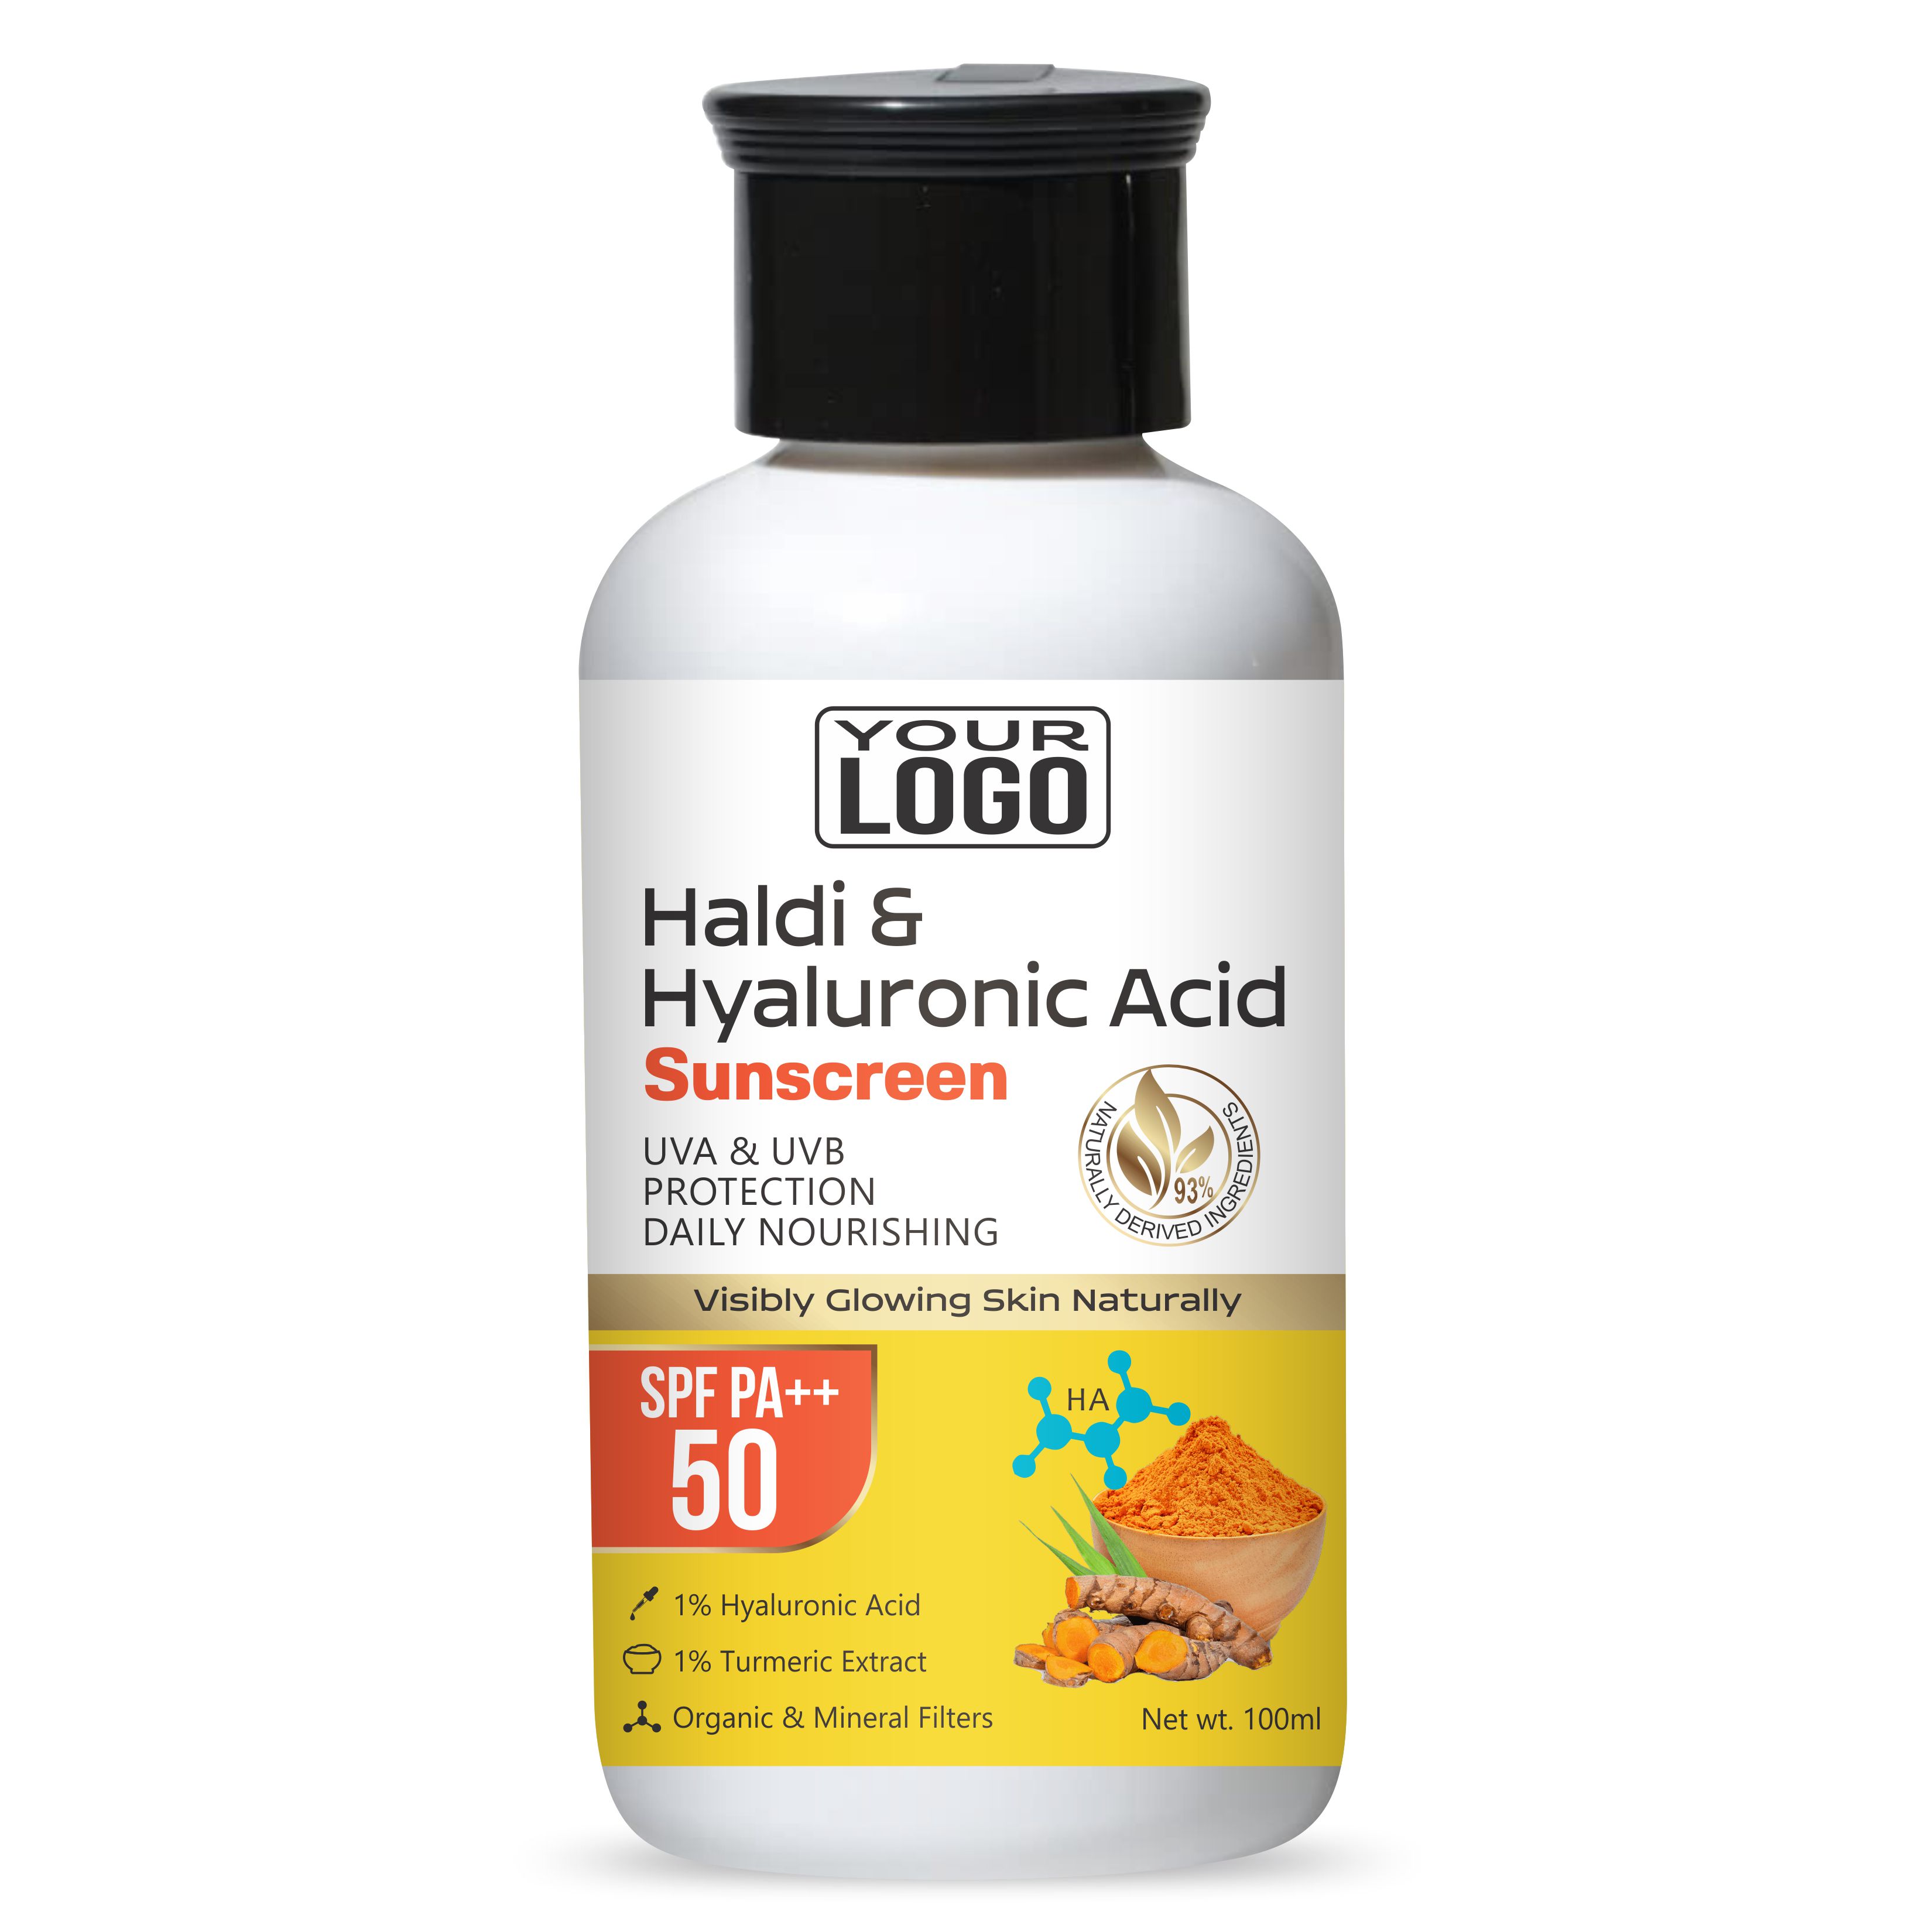 YOUR
LOGO
Haldi &
Hyaluronic Acid
Sunscreen
UVA & UVB
PROTECTION
DAILY NOURISHING
93%
NATURALLY DERIVED INGREDIENTS
Visibly Glowing Skin Naturally
SPF PA++
50
HA
1% Hyaluronic Acid
1% Turmeric Extract
Organic & Mineral Filters
Net wt. 100ml